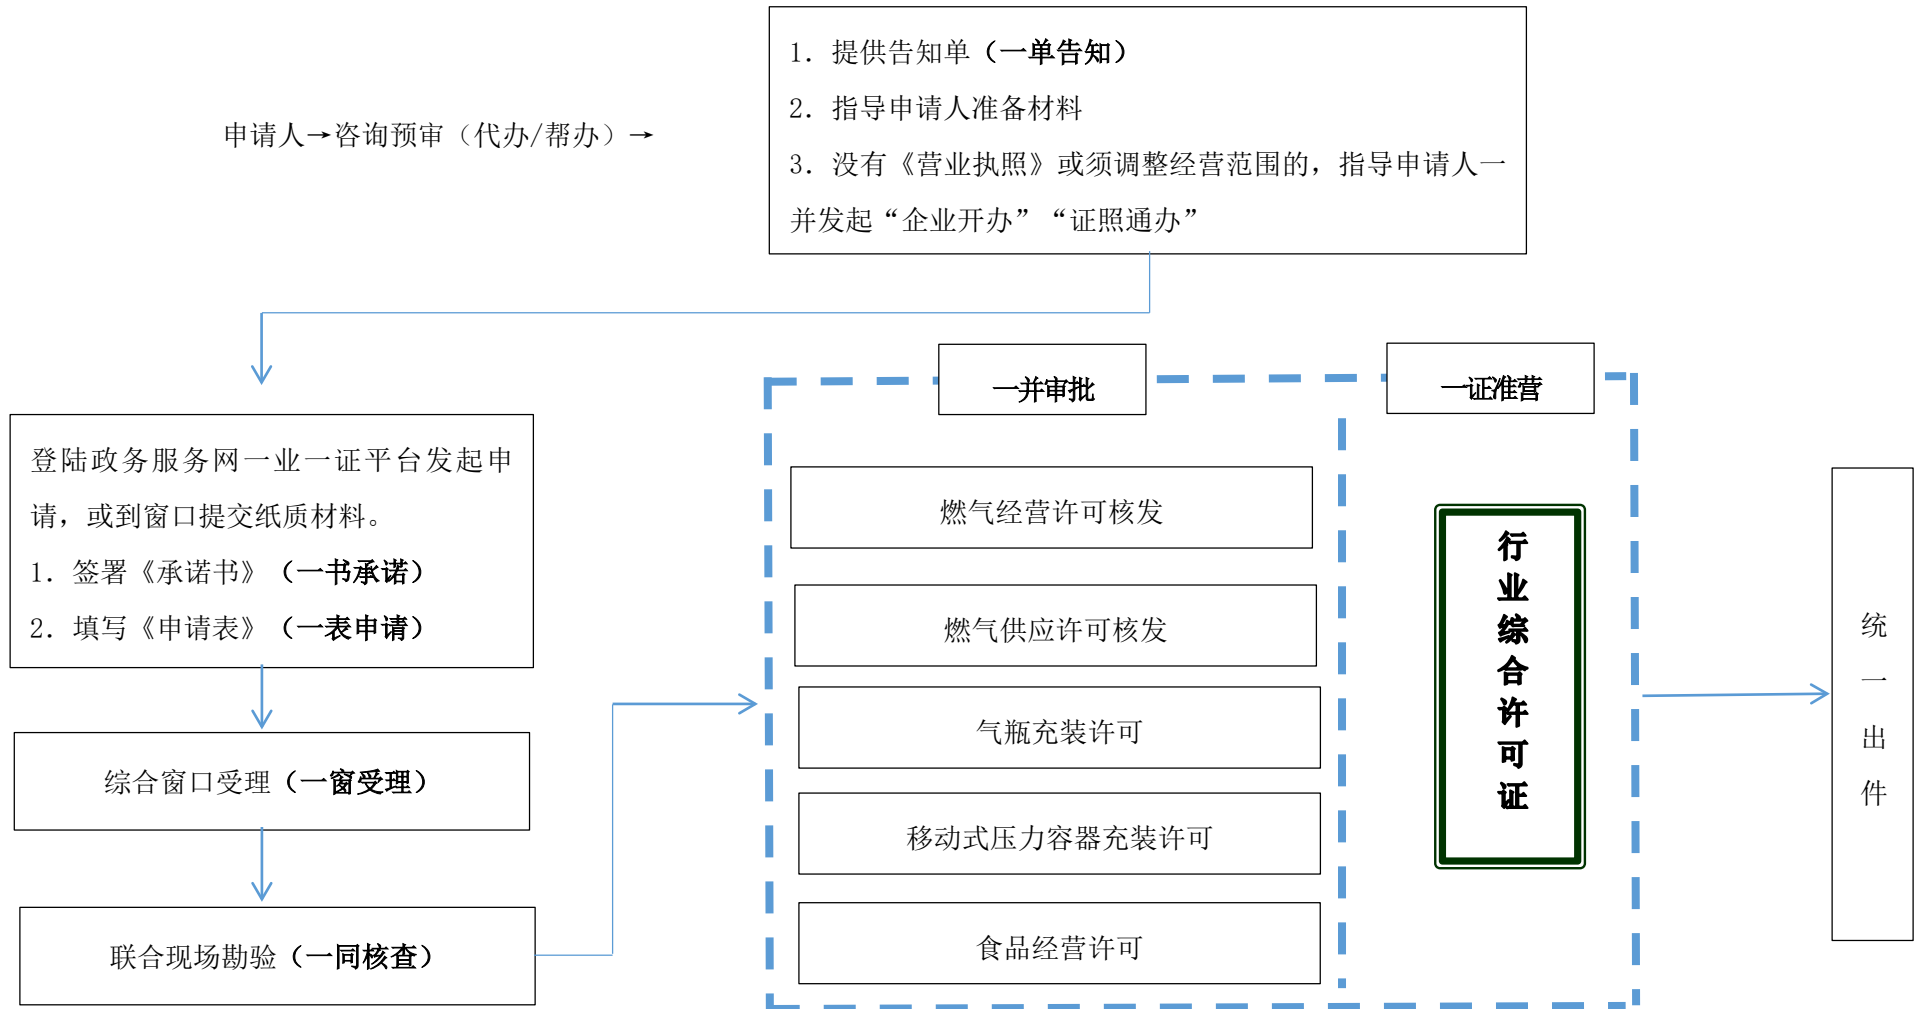 1. 提供告知单（一单告知）
2. 指导申请人准备材料
3. 没有《营业执照》或须调整经营范围的，指导申请人一
并发起“企业开办”“证照通办”
申请人→咨询预审（代办/帮办）→
登陆政务服务网一业一证平台发起申
请，或到窗口提交纸质材料。
1. 签署《承诺书》（一书承诺）
2. 填写《申请表》（一表申请）
综合窗口受理（一窗受理）
联合现场勘验（一同核查）
一并审批
燃气经营许可核发
燃气供应许可核发
气瓶充装许可
移动式压力容器充装许可
食品经营许可
一证准营
行业综合许可证
统一出件